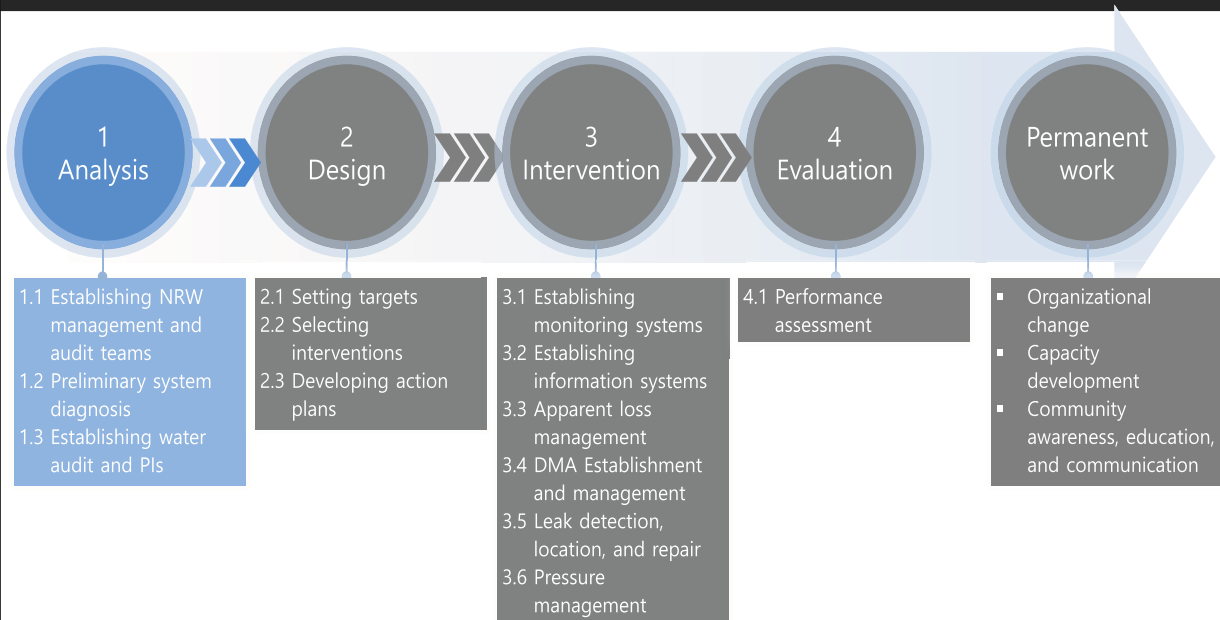 1
Analysis
2
Design
3
Intervention
4
Evaluation
Permanent
work
1.1 Establishing NRW
management and
audit teams
1.2 Preliminary system
diagnosis
1.3 Establishing water
audit and PIs
2.1 Setting targets
2.2 Selecting
interventions
2.3 Developing action
plans
3.1 Establishing
monitoring systems
3.2 Establishing
information systems
3.3 Apparent loss
management
3.4 DMA Establishment
and management
3.5 Leak detection,
location, and repair
3.6 Pressure
management
4.1 Performance
assessment
▪ Organizational
change
▪ Capacity
development
▪ Community
awareness, education,
and communication